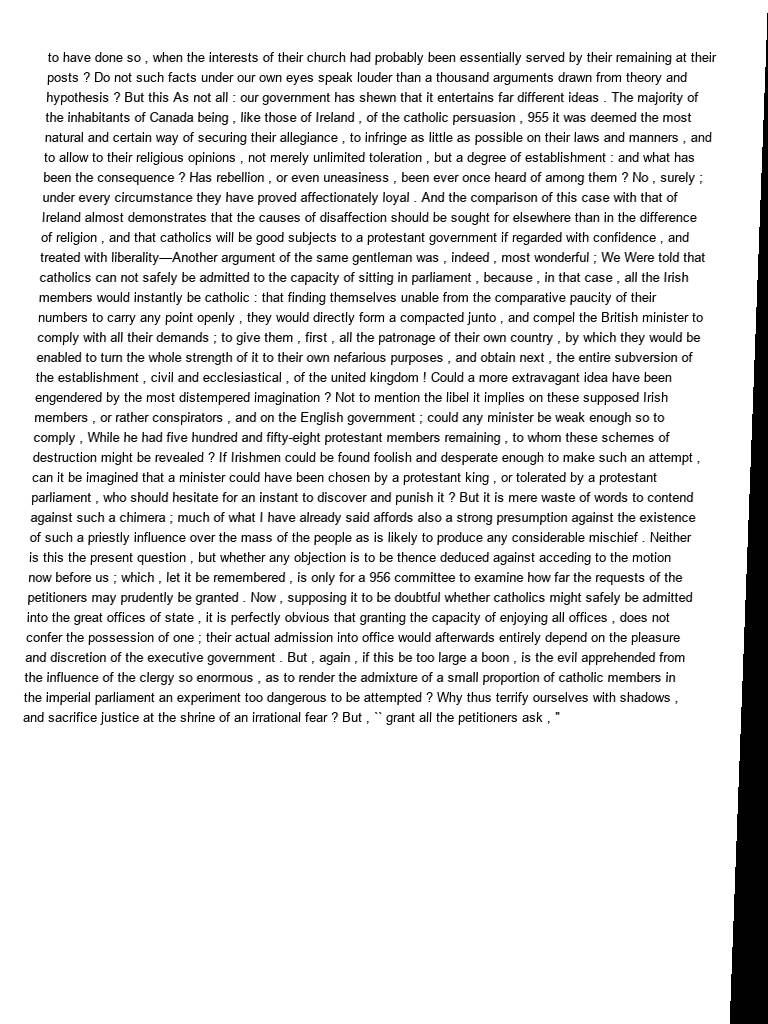 to have done so , when the interests of their church had probably been essentially served by their remaining at their
posts ? Do not such facts under our own eyes speak louder than a thousand arguments drawn from theory and
hypothesis ? But this As not all : our government has shewn that it entertains far different ideas . The majority of
the inhabitants of Canada being , like those of Ireland , of the catholic persuasion , 955 it was deemed the most
natural and certain way of securing their allegiance , to infringe as little as possible on their laws and manners , and
to allow to their religious opinions , not merely unlimited toleration , but a degree of establishment : and what has
been the consequence ? Has rebellion , or even uneasiness , been ever once heard of among them ? No , surely ;
under every circumstance they have proved affectionately loyal . And the comparison of this case with that of
Ireland almost demonstrates that the causes of disaffection should be sought for elsewhere than in the difference
of religion , and that catholics will be good subjects to a protestant government if regarded with confidence , and
treated with liberality—Another argument of the same gentleman was , indeed , most wonderful ; We Were told that
catholics can not safely be admitted to the capacity of sitting in parliament , because , in that case , all the Irish
members would instantly be catholic : that finding themselves unable from the comparative paucity of their
numbers to carry any point openly , they would directly form a compacted junto , and compel the British minister to
comply with all their demands ; to give them , first , all the patronage of their own country , by which they would be
enabled to turn the whole strength of it to their own nefarious purposes , and obtain next , the entire subversion of
the establishment , civil and ecclesiastical , of the united kingdom ! Could a more extravagant idea have been
engendered by the most distempered imagination ? Not to mention the libel it implies on these supposed Irish
members , or rather conspirators , and on the English government ; could any minister be weak enough so to
comply , While he had five hundred and fifty-eight protestant members remaining , to whom these schemes of
destruction might be revealed ? If Irishmen could be found foolish and desperate enough to make such an attempt ,
can it be imagined that a minister could have been chosen by a protestant king , or tolerated by a protestant
parliament , who should hesitate for an instant to discover and punish it ? But it is mere waste of words to contend
against such a chimera ; much of what I have already said affords also a strong presumption against the existence
of such a priestly influence over the mass of the people as is likely to produce any considerable mischief . Neither
is this the present question , but whether any objection is to be thence deduced against acceding to the motion
now before us ; which , let it be remembered , is only for a 956 committee to examine how far the requests of the
petitioners may prudently be granted . Now , supposing it to be doubtful whether catholics might safely be admitted
into the great offices of state , it is perfectly obvious that granting the capacity of enjoying all offices , does not
confer the possession of one ; their actual admission into office would afterwards entirely depend on the pleasure
and discretion of the executive government . But , again , if this be too large a boon , is the evil apprehended from
the influence of the clergy so enormous , as to render the admixture of a small proportion of catholic members in
the imperial parliament an experiment too dangerous to be attempted ? Why thus terrify ourselves with shadows ,
and sacrifice justice at the shrine of an irrational fear ? But , `` grant all the petitioners ask , "